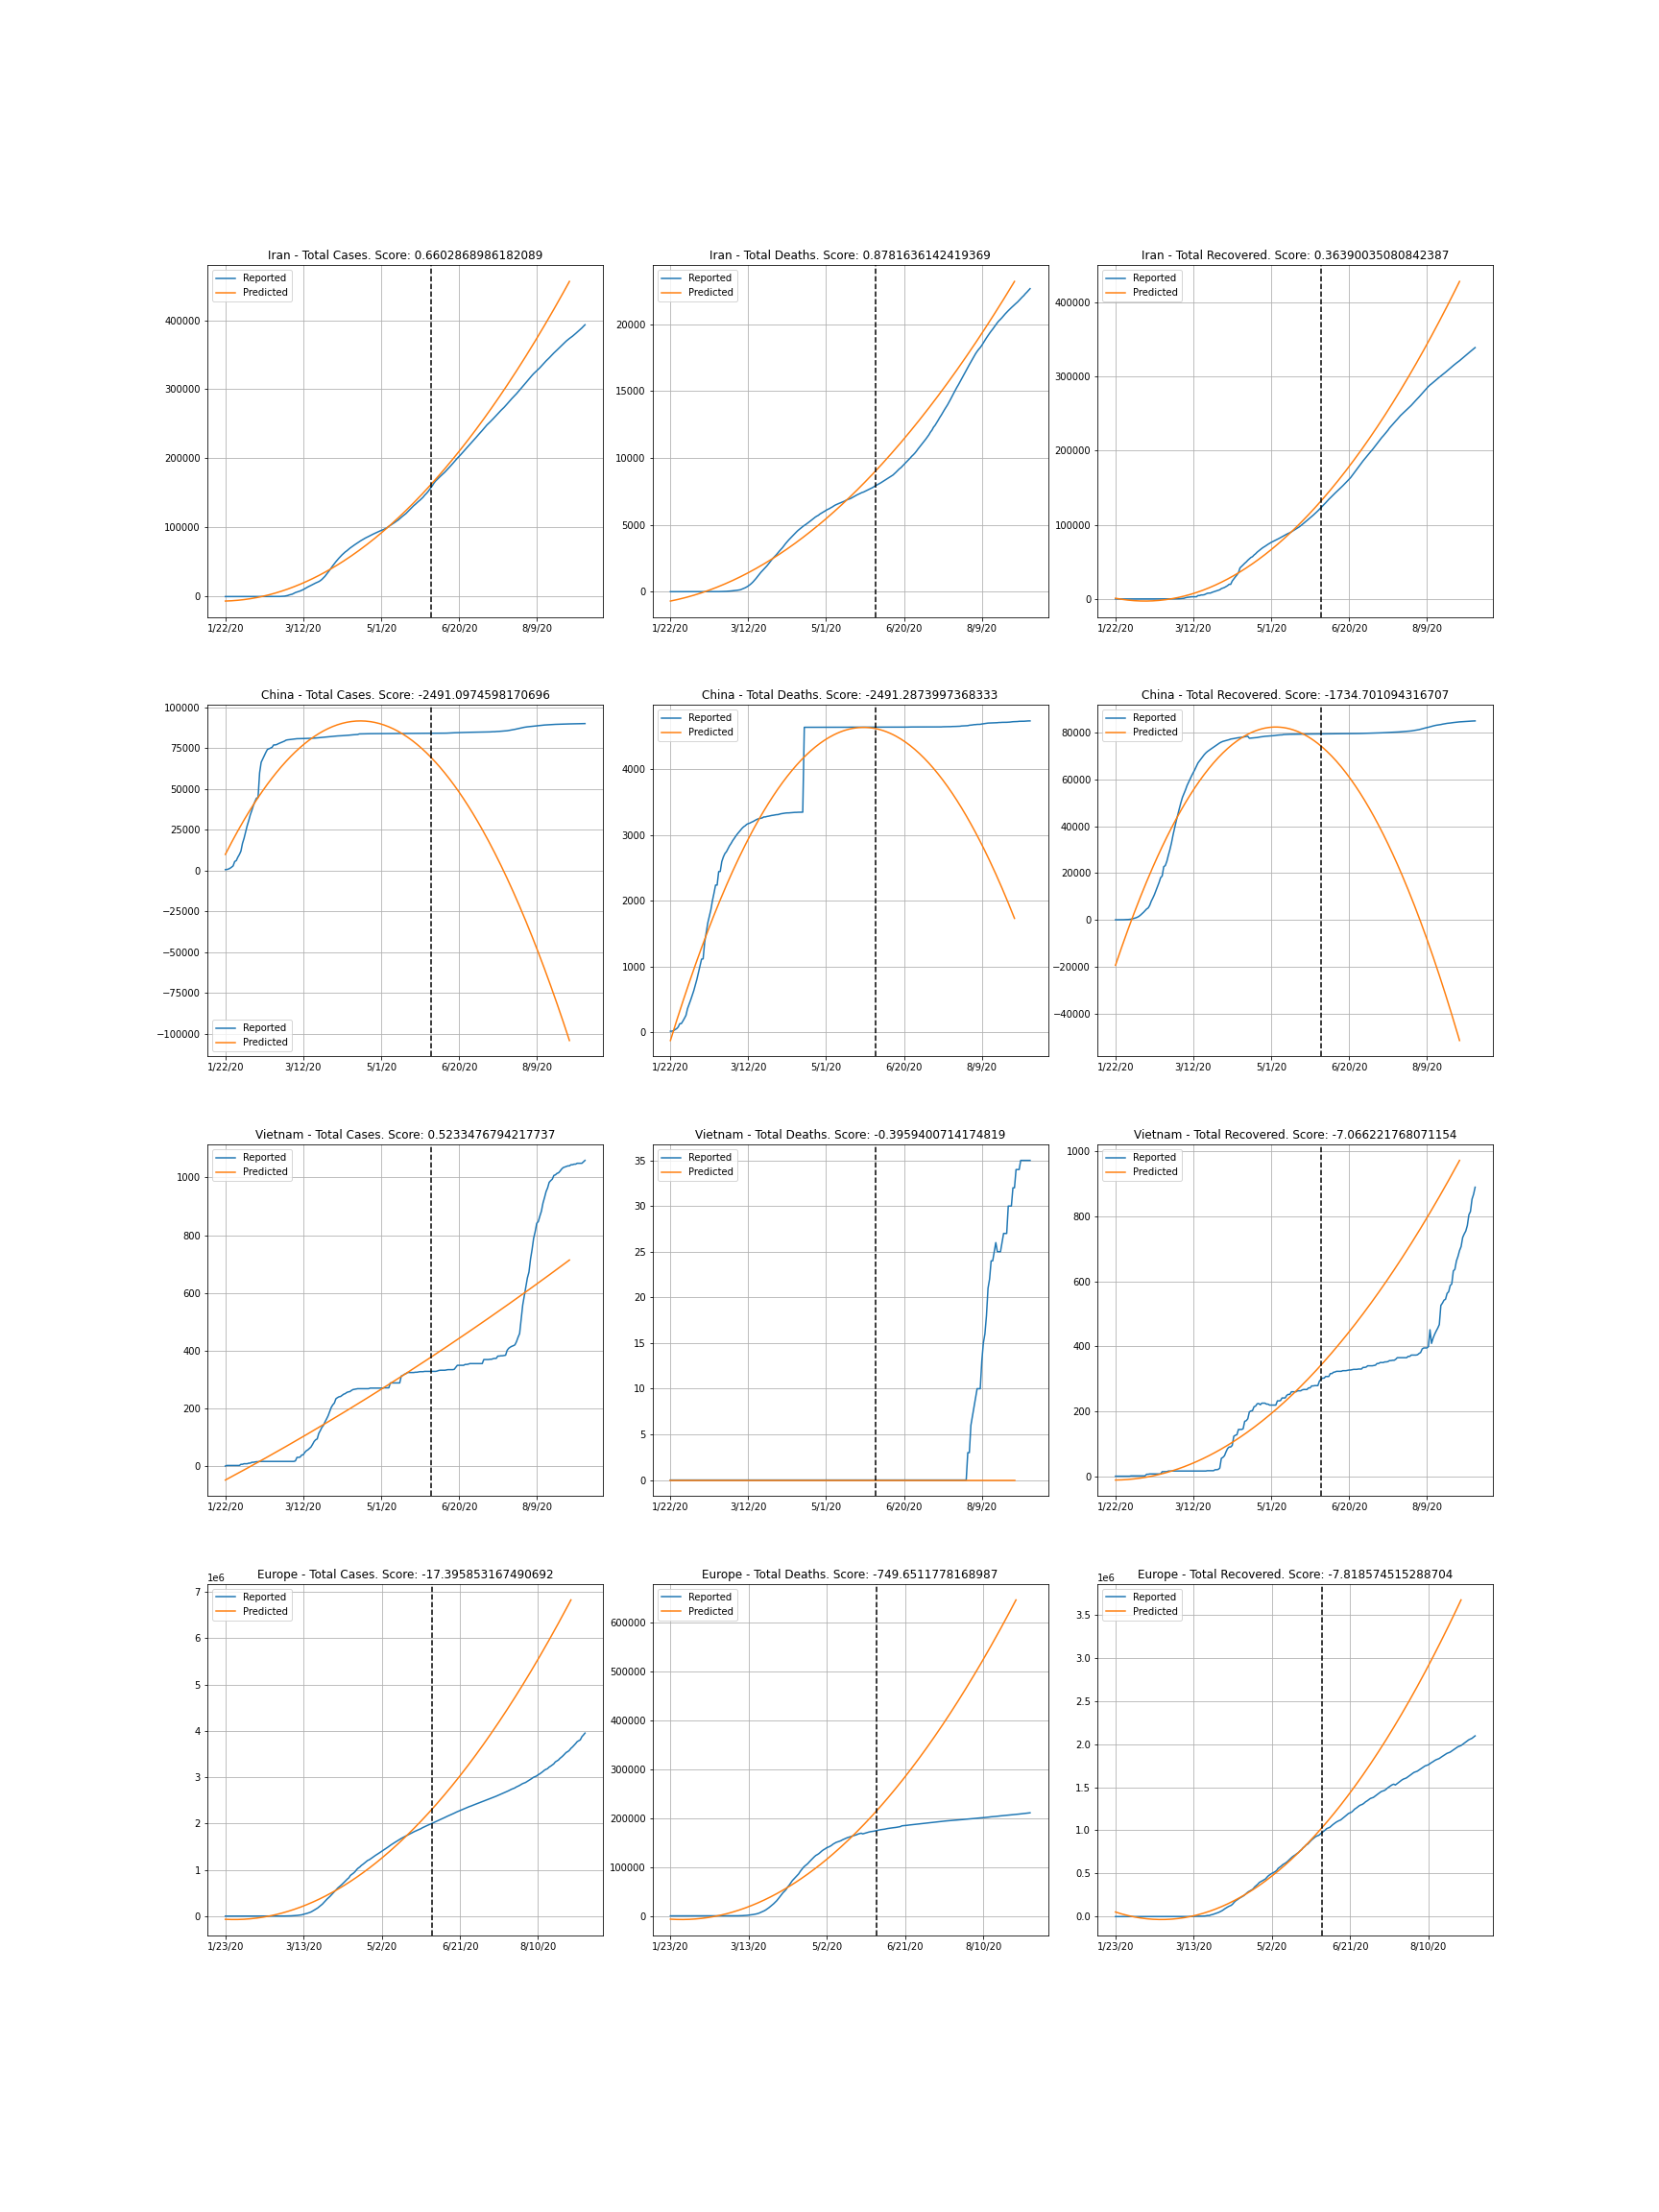 Iran - Total Cases. Score: 0.6602868986182089
Reported
Predicted
400000
300000
200000
100000
0
1/22/20 3/12/20 5/1/20 6/20/20 8/9/20
Iran - Total Deaths. Score: 0.8781636142419369
Reported
Predicted
20000
15000
10000
5000
0
1/22/20 3/12/20 5/1/20 6/20/20 8/9/20
Iran - Total Recovered. Score: 0.36390035080842387
Reported
Predicted
400000
300000
200000
100000
0
1/22/20 3/12/20 5/1/20 6/20/20 8/9/20
China - Total Cases. Score: -2491.0974598170696
100000
75000
50000
25000
0
−25000
−50000
−75000
−100000
Reported
Predicted
1/22/20 3/12/20 5/1/20 6/20/20 8/9/20
China - Total Deaths. Score: -2491.2873997368333
Reported
Predicted
4000
3000
2000
1000
0
1/22/20 3/12/20 5/1/20 6/20/20 8/9/20
China - Total Recovered. Score: -1734.701094316707
Reported
Predicted
80000
60000
40000
20000
0
−20000
−40000
1/22/20 3/12/20 5/1/20 6/20/20 8/9/20
Vietnam - Total Cases. Score: 0.5233476794217737
Reported
Predicted
1000
800
600
400
200
0
1/22/20 3/12/20 5/1/20 6/20/20 8/9/20
Vietnam - Total Deaths. Score: -0.3959400714174819
Reported
Predicted
35
30
25
20
15
10
5
0
1/22/20 3/12/20 5/1/20 6/20/20 8/9/20
Vietnam - Total Recovered. Score: -7.066221768071154
Reported
Predicted
1000
800
600
400
200
0
1/22/20 3/12/20 5/1/20 6/20/20 8/9/20
Europe - Total Cases. Score: -17.395853167490692
1e6
Reported
Predicted
7
6
5
4
3
2
1
0
1/23/20 3/13/20 5/2/20 6/21/20 8/10/20
Europe - Total Deaths. Score: -749.6511778168987
Reported
Predicted
600000
500000
400000
300000
200000
100000
0
1/23/20 3/13/20 5/2/20 6/21/20 8/10/20
Europe - Total Recovered. Score: -7.818574515288704
1e6
Reported
Predicted
3.5
3.0
2.5
2.0
1.5
1.0
0.5
0.0
1/23/20 3/13/20 5/2/20 6/21/20 8/10/20